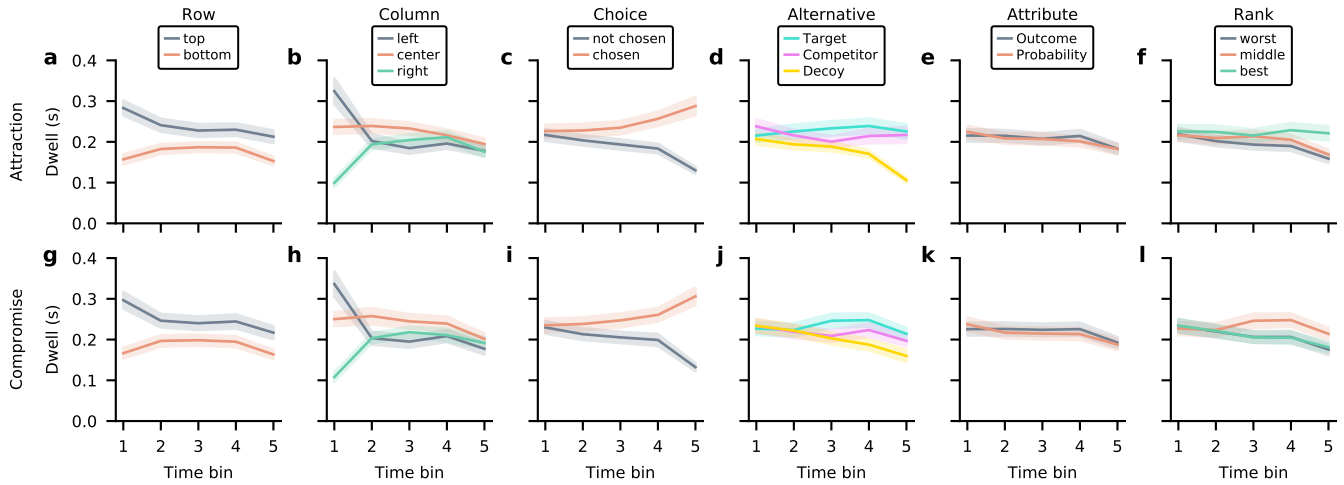 Row
Column
Choice
Alternative
Attribute
Rank
top
bottom
left
center
right
not chosen
chosen
Target
Competitor
Decoy
Outcome
Probability
worst
middle
best
a
b
c
d
e
f
Attraction
Dwell (s)
0.4
0.3
0.2
0.1
0.0
g
h
i
j
k
l
Compromise
Dwell (s)
0.4
0.3
0.2
0.1
0.0
1 2 3 4 5
1 2 3 4 5
1 2 3 4 5
1 2 3 4 5
1 2 3 4 5
1 2 3 4 5
Time bin
Time bin
Time bin
Time bin
Time bin
Time bin